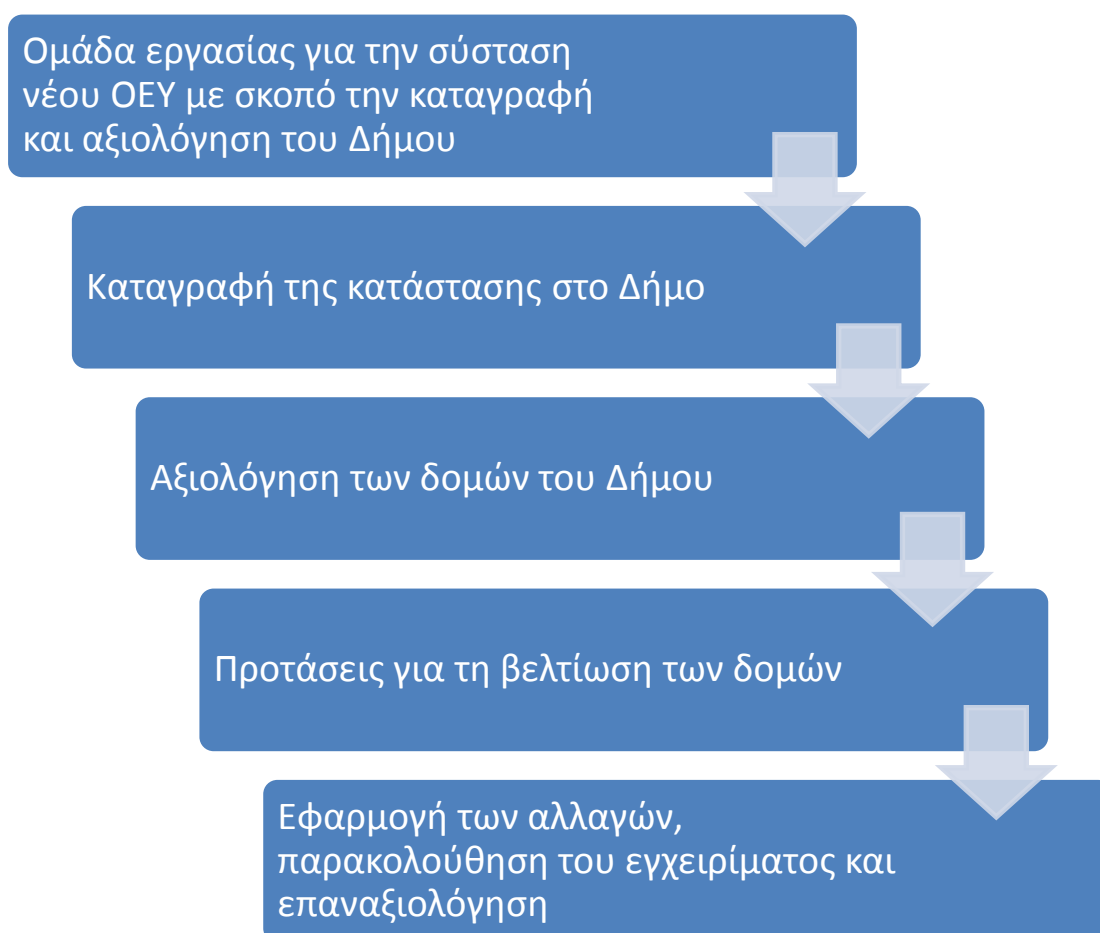 Ομάδα εργασίας για την σύσταση
νέου ΟΕΥ με σκοπό την καταγραφή
και αξιολόγηση του Δήμου
Καταγραφή της κατάστασης στο Δήμο
Αξιολόγηση των δομών του Δήμου
Προτάσεις για τη βελτίωση των δομών
Εφαρμογή των αλλαγών,
παρακολούθηση του εγχειρίματος και
επαναξιολόγηση